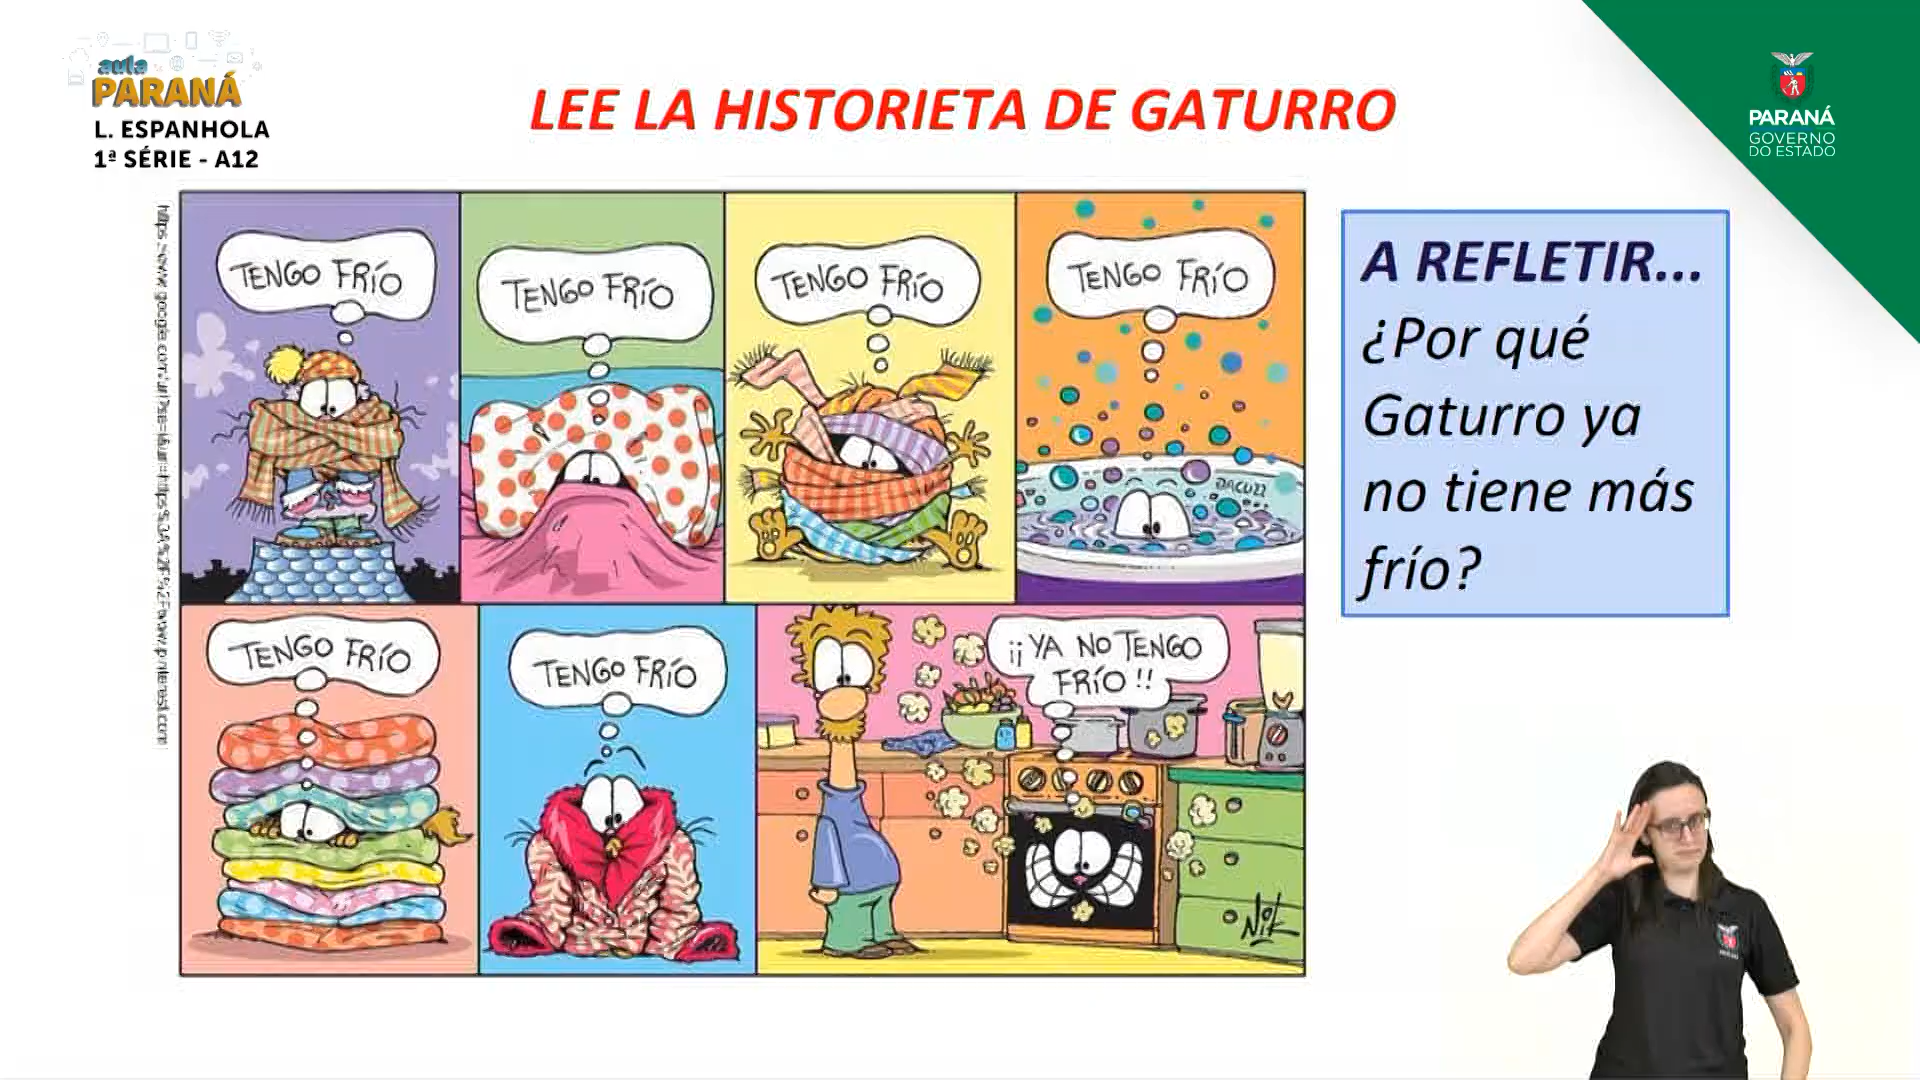 aula
PARANÁ
L. ESPANHOLA
1ª SÉRIE - A12
LEE LA HISTORIETA DE GATURRO
PARANÁ
GOVERNO
DO ESTADO
TENGO FRÍO
TENGO FRÍO
TENGO FRÍO
TENGO FRÍO
JACUZZI
TENGO FRÍO
TENGO FRÍO
¡¡YA NO TENGO
FRÍO!!
NiK
A REFLETIR...
¿Por qué
Gaturro ya
no tiene más
frío?